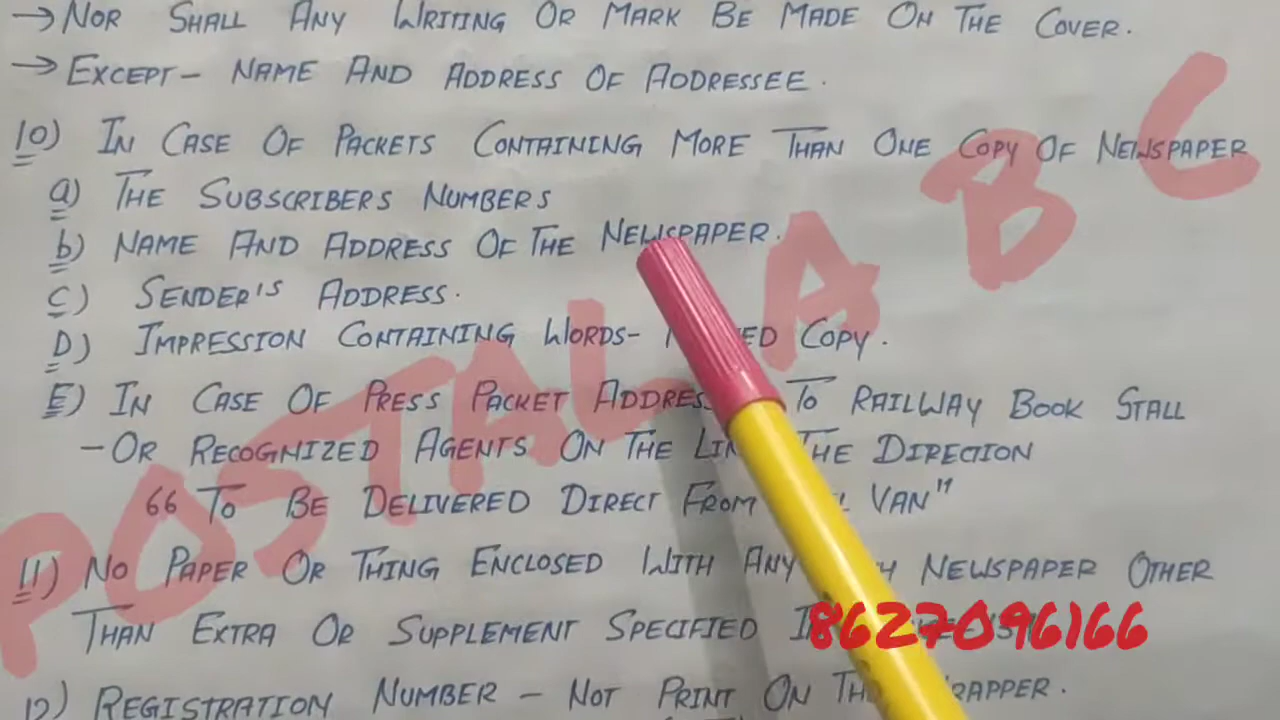 → NOR SHALL ANY WRITING OR MARK BE MADE ON THE COVER.
→ EXCEPT- NAME AND ADDRESS OF ADDRESSEE.
10) IN CASE OF PACKETS CONTAINING MORE THAN ONE COPY OF NEWSPAPER
a) THE SUBSCRIBERS NUMBERS
b) NAME AND ADDRESS OF THE NEWSPAPER.
C) SENDER'S ADDRESS.
D) IMPRESSION CONTAINING WORDS- COPY.
E) IN CASE OF PRESS PACKET TO RAILWAY BOOK STALL
- OR RECOGNIZED AGENTS ON THE THE DIRECTION
66 TO BE DELIVERED DIRECT FROM VAN"
11) NO PAPER OR THING ENCLOSED WITH ANY NEWSPAPER OTHER
THAN EXTRA OR SUPPLEMENT SPECIFIED
12) REGISTRATION NUMBER - NOT PRINT ON
POSTAL A B C
8627096166